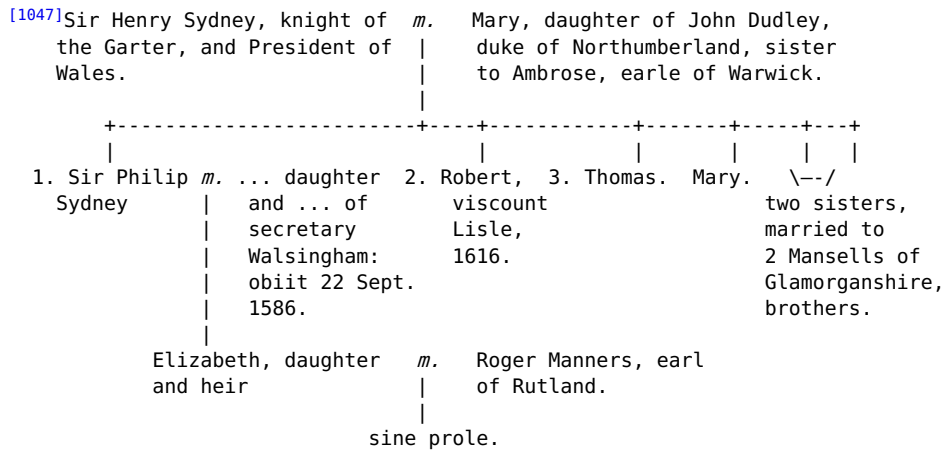 [1047]Sir Henry Sydney, knight of m. Mary, daughter of John Dudley,
the Garter, and President of | duke of Northumberland, sister
Wales. | to Ambrose, earle of Warwick.
|
+-------------------------+----+------------+-------+-----+---+
| | | | | |
1. Sir Philip m. ... daughter 2. Robert, 3. Thomas. Mary. \—-/
Sydney | and ... of viscount two sisters,
| secretary Lisle, married to
| Walsingham: 1616. 2 Mansells of
| obiit 22 Sept. Glamorganshire,
| 1586. brothers.
|
Elizabeth, daughter m. Roger Manners, earl
and heir | of Rutland.
|
sine prole.